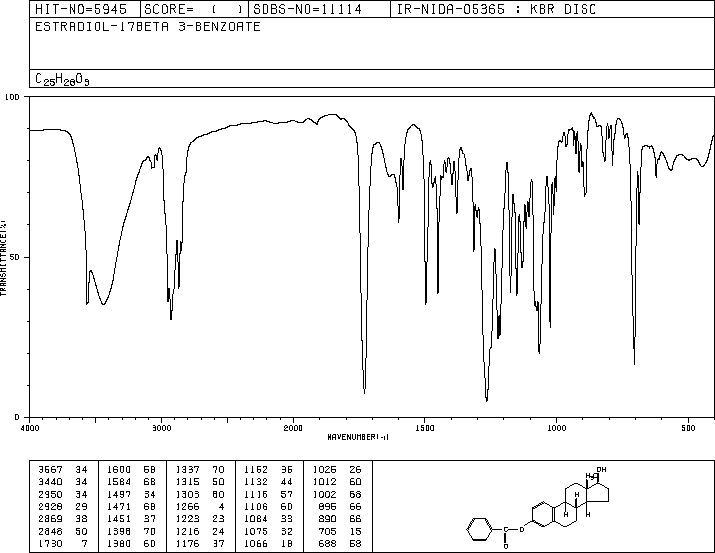 HIT-NO=5945 SCORE= ( ) SDBS-NO=11114 IR-NIDA-05365 : KBR DISC
ESTRADIOL-17BETA 3-BENZOATE
C25H28O3
100
50
0
TRANSMITTANCE(%)
4000 3000 2000 1500 1000 500
WAVENUMBER(-1)
3567 34 1600 58 1337 70 1152 36 1026 26
3440 34 1584 68 1315 50 1132 44 1012 60
2950 34 1497 34 1303 60 1116 57 1002 68
2928 29 1471 68 1266 4 1106 60 895 66
2869 38 1451 37 1223 23 1084 33 890 66
2848 50 1398 70 1216 24 1075 32 705 15
1730 7 1380 60 1176 37 1066 18 688 58
OH
H3C
H
H
H
O
C
O